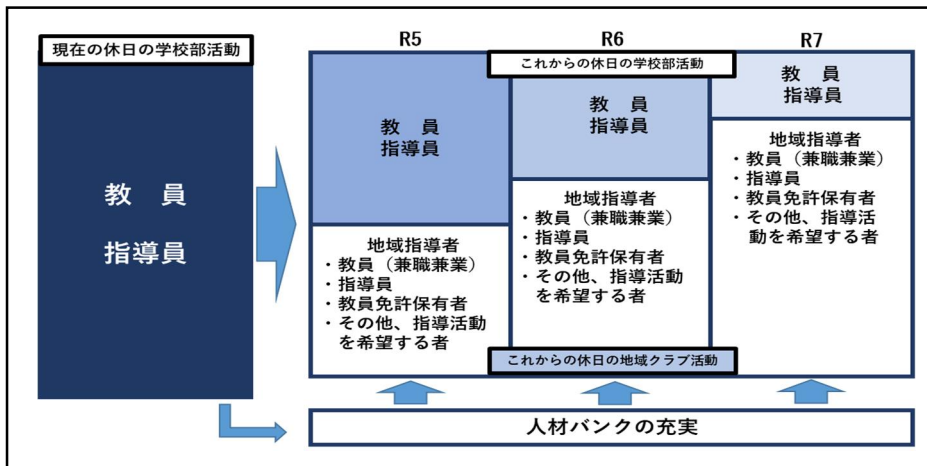 現在の休日の学校部活動
教　員
指導員
R5
R6
R7
これからの休日の学校部活動
教　員
指導員
地域指導者
・教員（兼職兼業）
・指導員
・教員免許保有者
・その他、指導活動
を希望する者
教　員
指導員
地域指導者
・教員（兼職兼業）
・指導員
・教員免許保有者
・その他、指導活動
を希望する者
教　員
指導員
地域指導者
・教員（兼職兼業）
・指導員
・教員免許保有者
・その他、指導活
動を希望する者
これからの休日の地域クラブ活動
人材バンクの充実